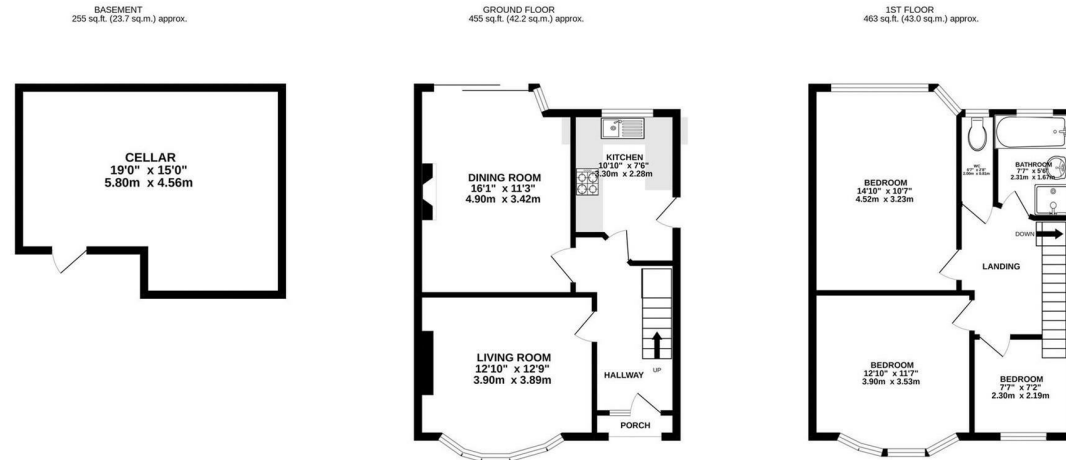 BASEMENT
255 sq.ft. (23.7 sq.m.) approx.
CELLAR
19'0" x 15'0"
5.80m x 4.56m
GROUND FLOOR
455 sq.ft. (42.2 sq.m.) approx.
DINING ROOM
16'1" x 11'3"
4.90m x 3.42m
KITCHEN
10'10" x 7'6"
3.30m x 2.28m
LIVING ROOM
12'10" x 12'9"
3.90m x 3.89m
HALLWAY
UP
PORCH
1ST FLOOR
463 sq.ft. (43.0 sq.m.) approx.
BEDROOM
14'10" x 10'7"
4.52m x 3.23m
WC
BATHROOM
7'7" x 5'6"
2.31m x 1.67m
DOWN
LANDING
BEDROOM
12'10" x 11'7"
3.90m x 3.53m
BEDROOM
7'7" x 7'2"
2.30m x 2.19m